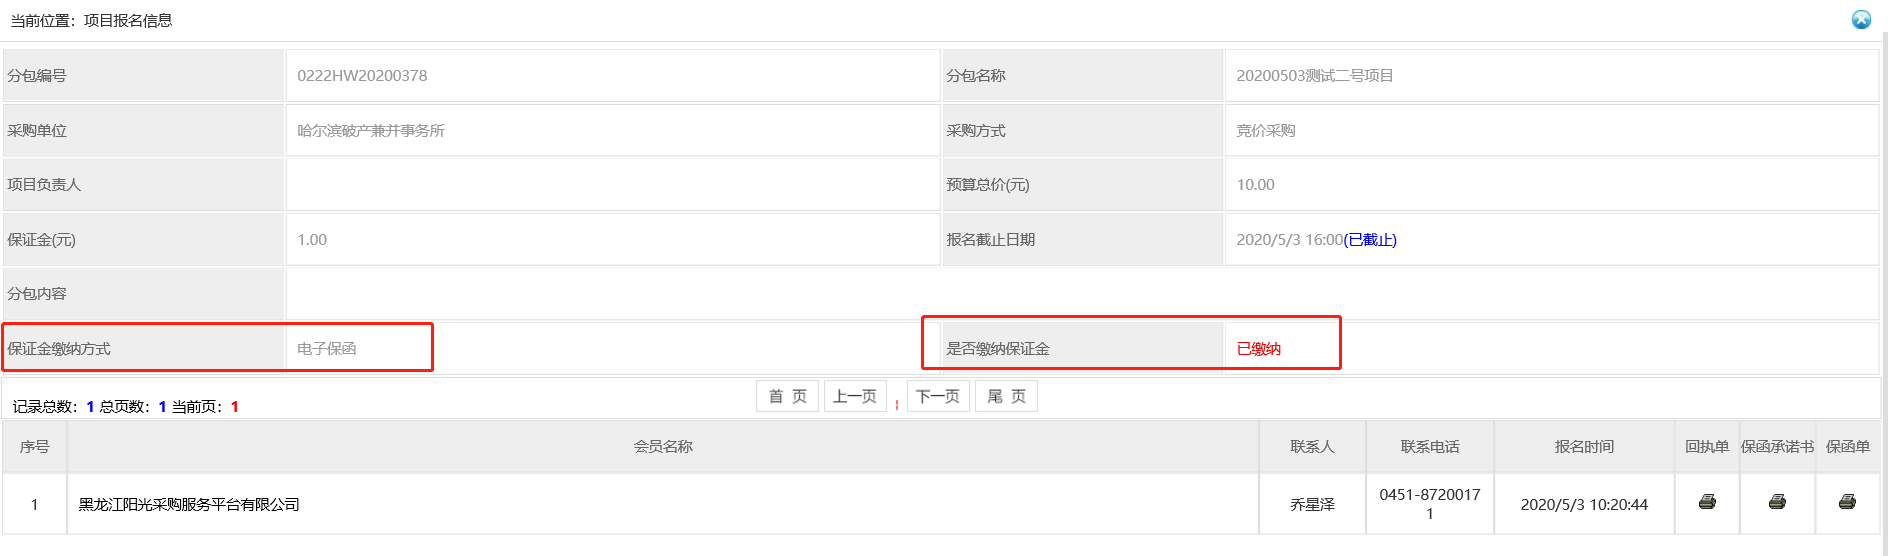 当前位置：项目报名信息
分包编号 0222HW20200378 分包名称 20200503测试二号项目
采购单位 哈尔滨破产兼并事务所 采购方式 竞价采购
项目负责人 预算总价(元) 10.00
保证金(元) 1.00 报名截止日期 2020/5/3 16:00(已截止)
分包内容
保证金缴纳方式 电子保函 是否缴纳保证金 已缴纳
记录总数：1 总页数：1 当前页：1 首 页 上一页 下一页 尾 页
序号 会员名称 联系人 联系电话 报名时间 回执单 保函承诺书 保函单
1 黑龙江阳光采购服务平台有限公司 乔星泽 0451-8720017 2020/5/3 10:20:44
1